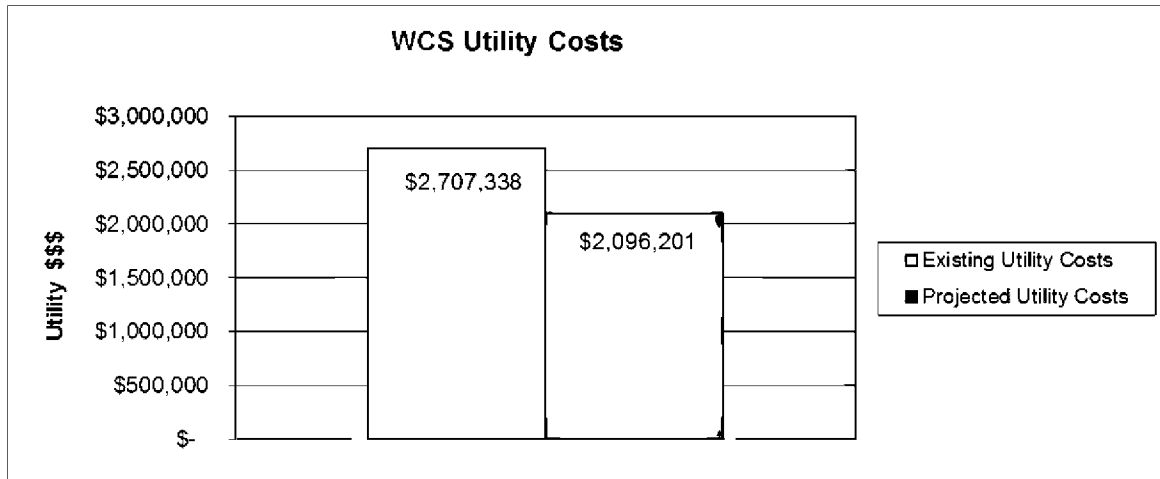 WCS Utility Costs
Utility $$$
$3,000,000
$2,500,000
$2,000,000
$1,500,000
$1,000,000
$500,000
$-
$2,707,338
$2,096,201
Existing Utility Costs
Projected Utility Costs